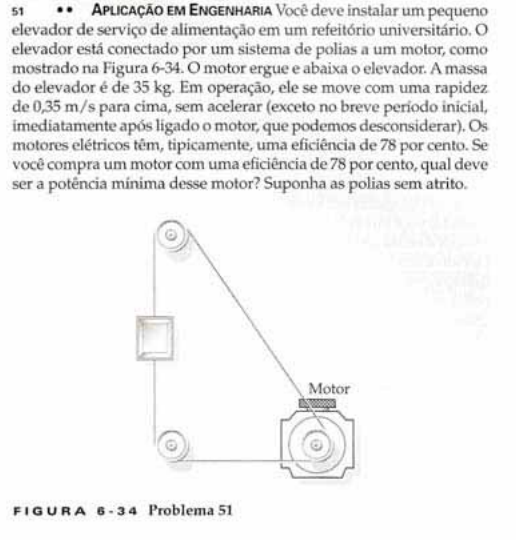 51 •• APLICAÇÃO EM ENGENHARIA Você deve instalar um pequeno
elevador de serviço de alimentação em um refeitório universitário. O
elevador está conectado por um sistema de polias a um motor, como
mostrado na Figura 6-34. O motor ergue e abaixa o elevador. A massa
do elevador é de 35 kg. Em operação, ele se move com uma rapidez
de 0,35 m/s para cima, sem acelerar (exceto no breve período inicial,
imediatamente após ligado o motor, que podemos desconsiderar). Os
motores elétricos têm, tipicamente, uma eficiência de 78 por cento. Se
você compra um motor com uma eficiência de 78 por cento, qual deve
ser a potência mínima desse motor? Suponha as polias sem atrito.
Motor
FIGURA 6-34 Problema 51